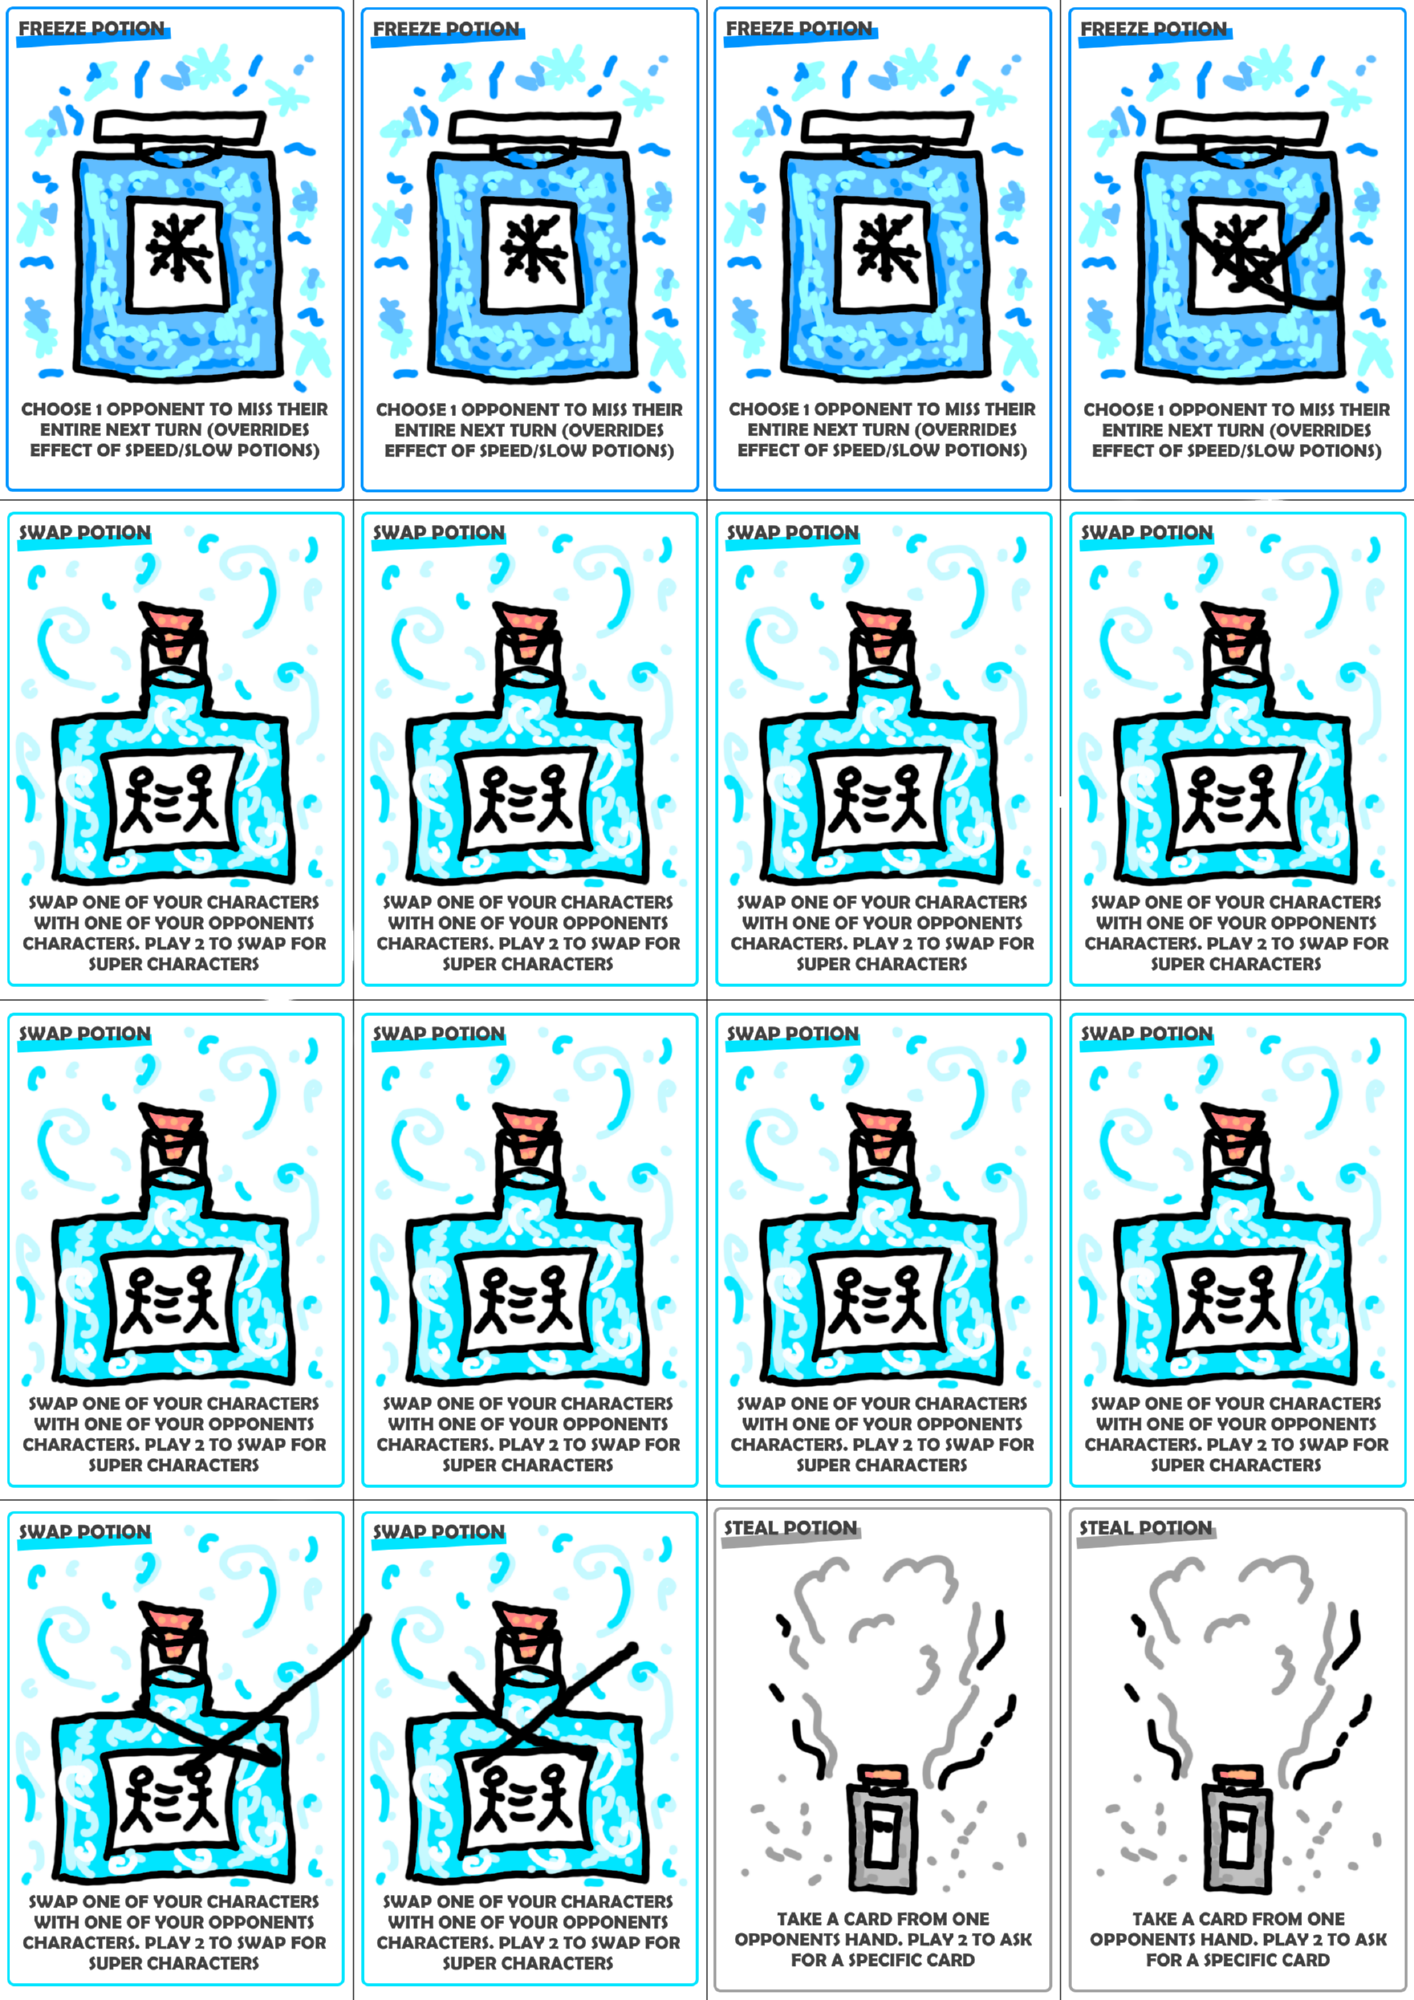 FREEZE POTION
CHOOSE 1 OPPONENT TO MISS THEIR
ENTIRE NEXT TURN (OVERRIDES
EFFECT OF SPEED/SLOW POTIONS)
FREEZE POTION
CHOOSE 1 OPPONENT TO MISS THEIR
ENTIRE NEXT TURN (OVERRIDES
EFFECT OF SPEED/SLOW POTIONS)
FREEZE POTION
CHOOSE 1 OPPONENT TO MISS THEIR
ENTIRE NEXT TURN (OVERRIDES
EFFECT OF SPEED/SLOW POTIONS)
FREEZE POTION
CHOOSE 1 OPPONENT TO MISS THEIR
ENTIRE NEXT TURN (OVERRIDES
EFFECT OF SPEED/SLOW POTIONS)
SWAP POTION
SWAP ONE OF YOUR CHARACTERS
WITH ONE OF YOUR OPPONENTS
CHARACTERS. PLAY 2 TO SWAP FOR
SUPER CHARACTERS
SWAP POTION
SWAP ONE OF YOUR CHARACTERS
WITH ONE OF YOUR OPPONENTS
CHARACTERS. PLAY 2 TO SWAP FOR
SUPER CHARACTERS
SWAP POTION
SWAP ONE OF YOUR CHARACTERS
WITH ONE OF YOUR OPPONENTS
CHARACTERS. PLAY 2 TO SWAP FOR
SUPER CHARACTERS
SWAP POTION
SWAP ONE OF YOUR CHARACTERS
WITH ONE OF YOUR OPPONENTS
CHARACTERS. PLAY 2 TO SWAP FOR
SUPER CHARACTERS
SWAP POTION
SWAP ONE OF YOUR CHARACTERS
WITH ONE OF YOUR OPPONENTS
CHARACTERS. PLAY 2 TO SWAP FOR
SUPER CHARACTERS
SWAP POTION
SWAP ONE OF YOUR CHARACTERS
WITH ONE OF YOUR OPPONENTS
CHARACTERS. PLAY 2 TO SWAP FOR
SUPER CHARACTERS
SWAP POTION
SWAP ONE OF YOUR CHARACTERS
WITH ONE OF YOUR OPPONENTS
CHARACTERS. PLAY 2 TO SWAP FOR
SUPER CHARACTERS
SWAP POTION
SWAP ONE OF YOUR CHARACTERS
WITH ONE OF YOUR OPPONENTS
CHARACTERS. PLAY 2 TO SWAP FOR
SUPER CHARACTERS
SWAP POTION
SWAP ONE OF YOUR CHARACTERS
WITH ONE OF YOUR OPPONENTS
CHARACTERS. PLAY 2 TO SWAP FOR
SUPER CHARACTERS
SWAP POTION
SWAP ONE OF YOUR CHARACTERS
WITH ONE OF YOUR OPPONENTS
CHARACTERS. PLAY 2 TO SWAP FOR
SUPER CHARACTERS
STEAL POTION
TAKE A CARD FROM ONE
OPPONENTS HAND. PLAY 2 TO ASK
FOR A SPECIFIC CARD
STEAL POTION
TAKE A CARD FROM ONE
OPPONENTS HAND. PLAY 2 TO ASK
FOR A SPECIFIC CARD